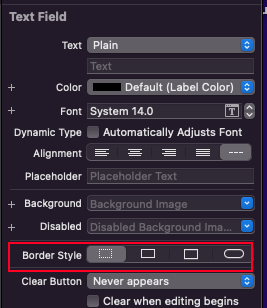 Text Field
Text Plain
Text
+ Color Default (Label Color)
+ Font System 14.0 T
Dynamic Type Automatically Adjusts Font
Alignment ---
Placeholder Placeholder Text
+ Background Background Image
+ Disabled Disabled Background Ima...
Border Style
Clear Button Never appears
Clear when editing begins